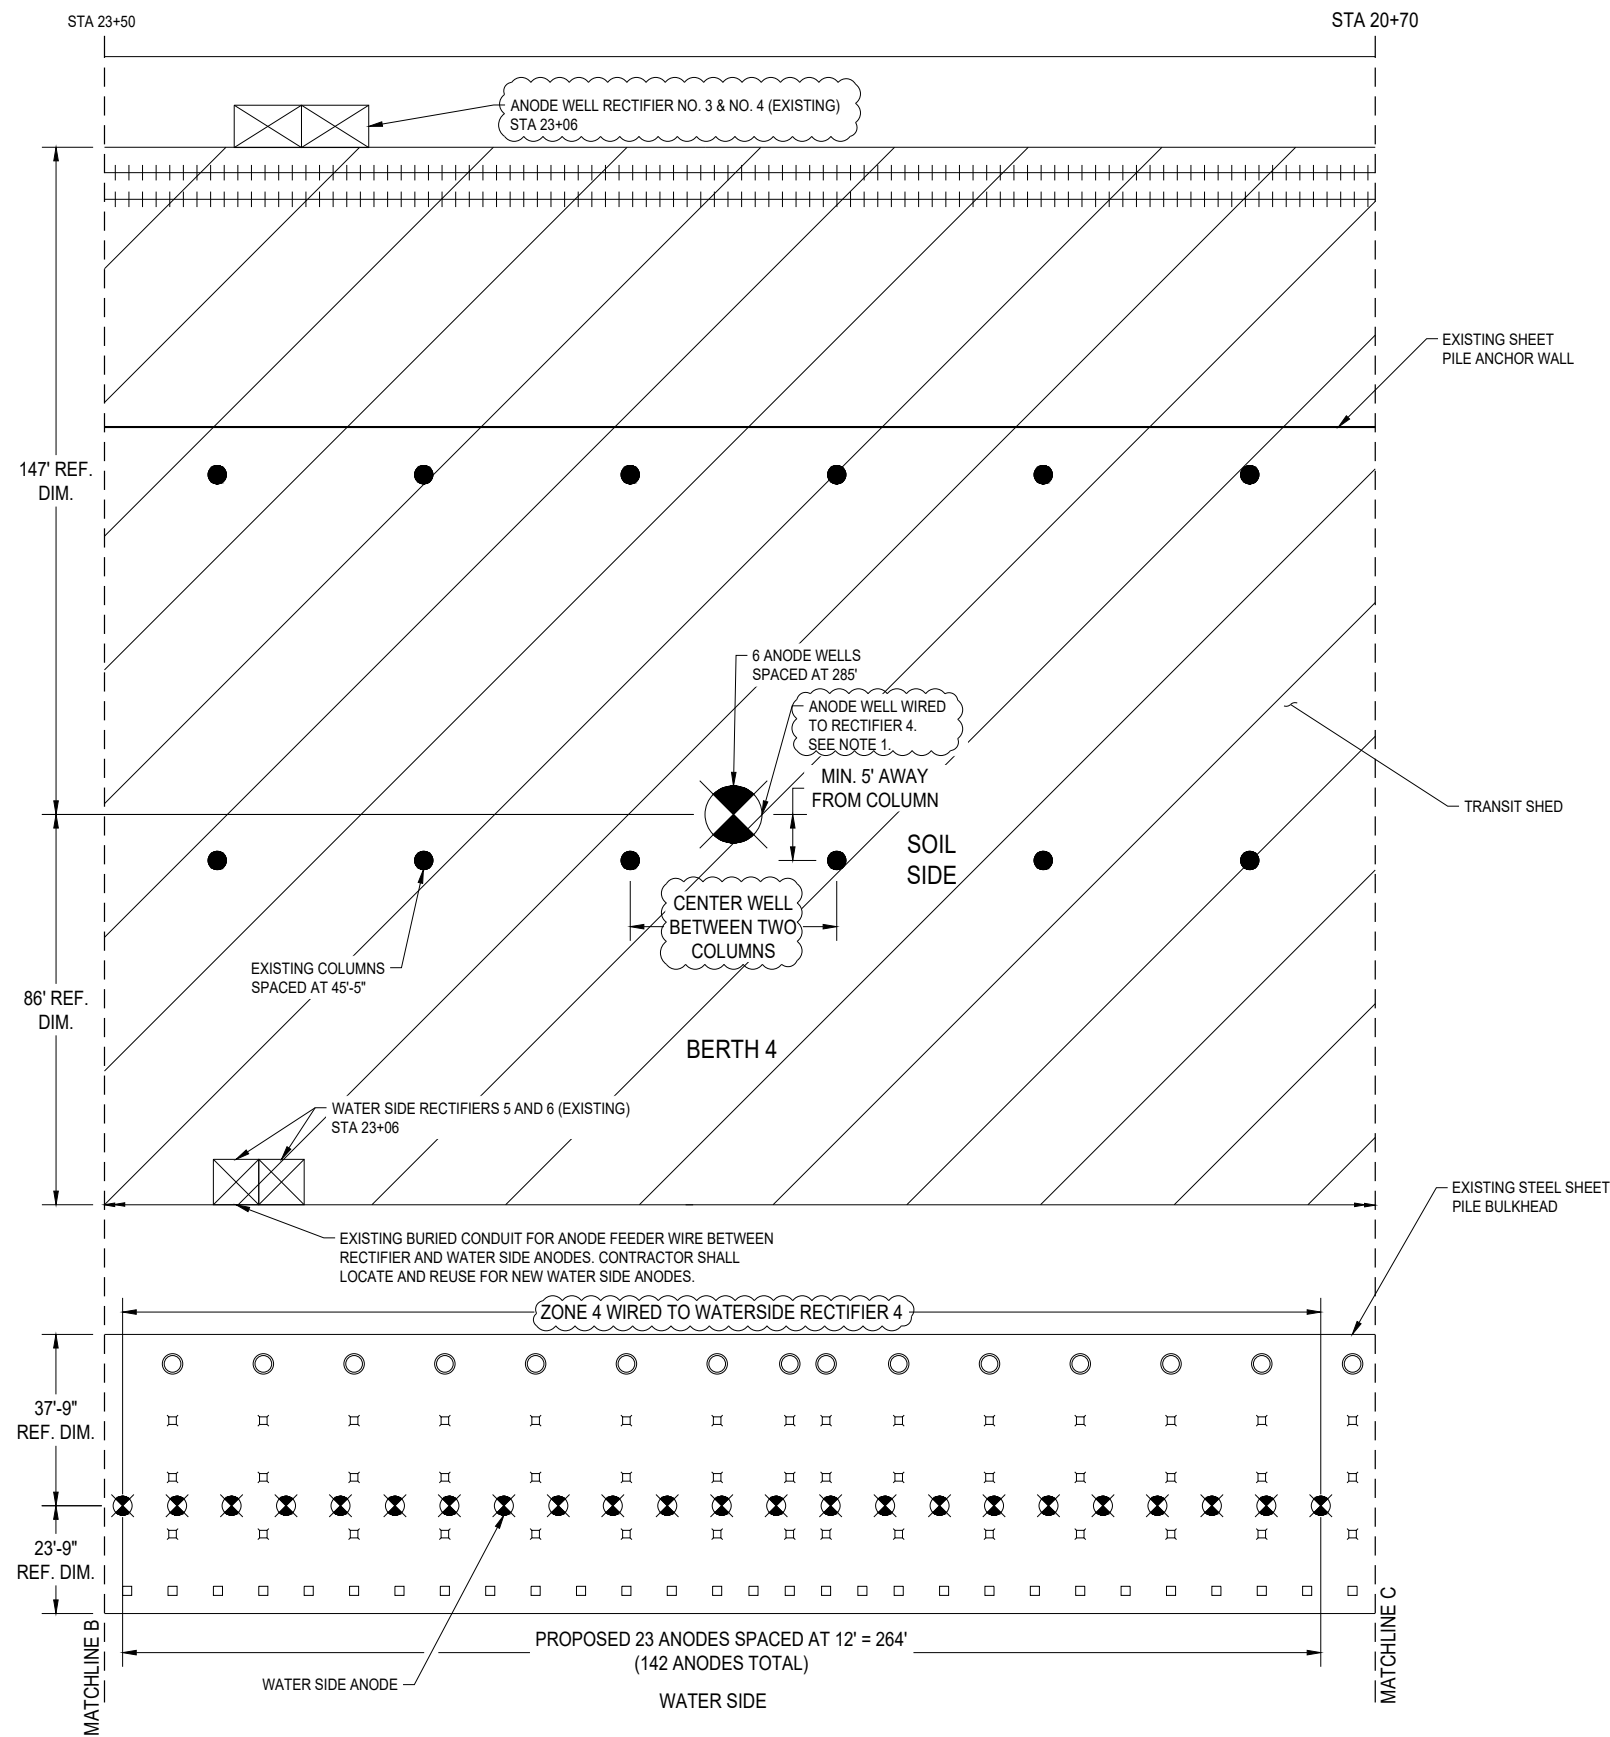 STA 23+50
STA 20+70
ANODE WELL RECTIFIER NO. 3 & NO. 4 (EXISTING)
STA 23+06
EXISTING SHEET
PILE ANCHOR WALL
147' REF.
DIM.
6 ANODE WELLS
SPACED AT 285'
ANODE WELL WIRED
TO RECTIFIER 4.
SEE NOTE 1.
MIN. 5' AWAY
FROM COLUMN
TRANSIT SHED
SOIL
SIDE
CENTER WELL
BETWEEN TWO
COLUMNS
EXISTING COLUMNS
SPACED AT 45'-5"
86' REF.
DIM.
BERTH 4
WATER SIDE RECTIFIERS 5 AND 6 (EXISTING)
STA 23+06
EXISTING STEEL SHEET
PILE BULKHEAD
EXISTING BURIED CONDUIT FOR ANODE FEEDER WIRE BETWEEN
RECTIFIER AND WATER SIDE ANODES. CONTRACTOR SHALL
LOCATE AND REUSE FOR NEW WATER SIDE ANODES.
ZONE 4 WIRED TO WATERSIDE RECTIFIER 4
37'-9"
REF. DIM.
23'-9"
REF. DIM.
MATCHLINE B
MATCHLINE C
PROPOSED 23 ANODES SPACED AT 12' = 264'
(142 ANODES TOTAL)
WATER SIDE ANODE
WATER SIDE